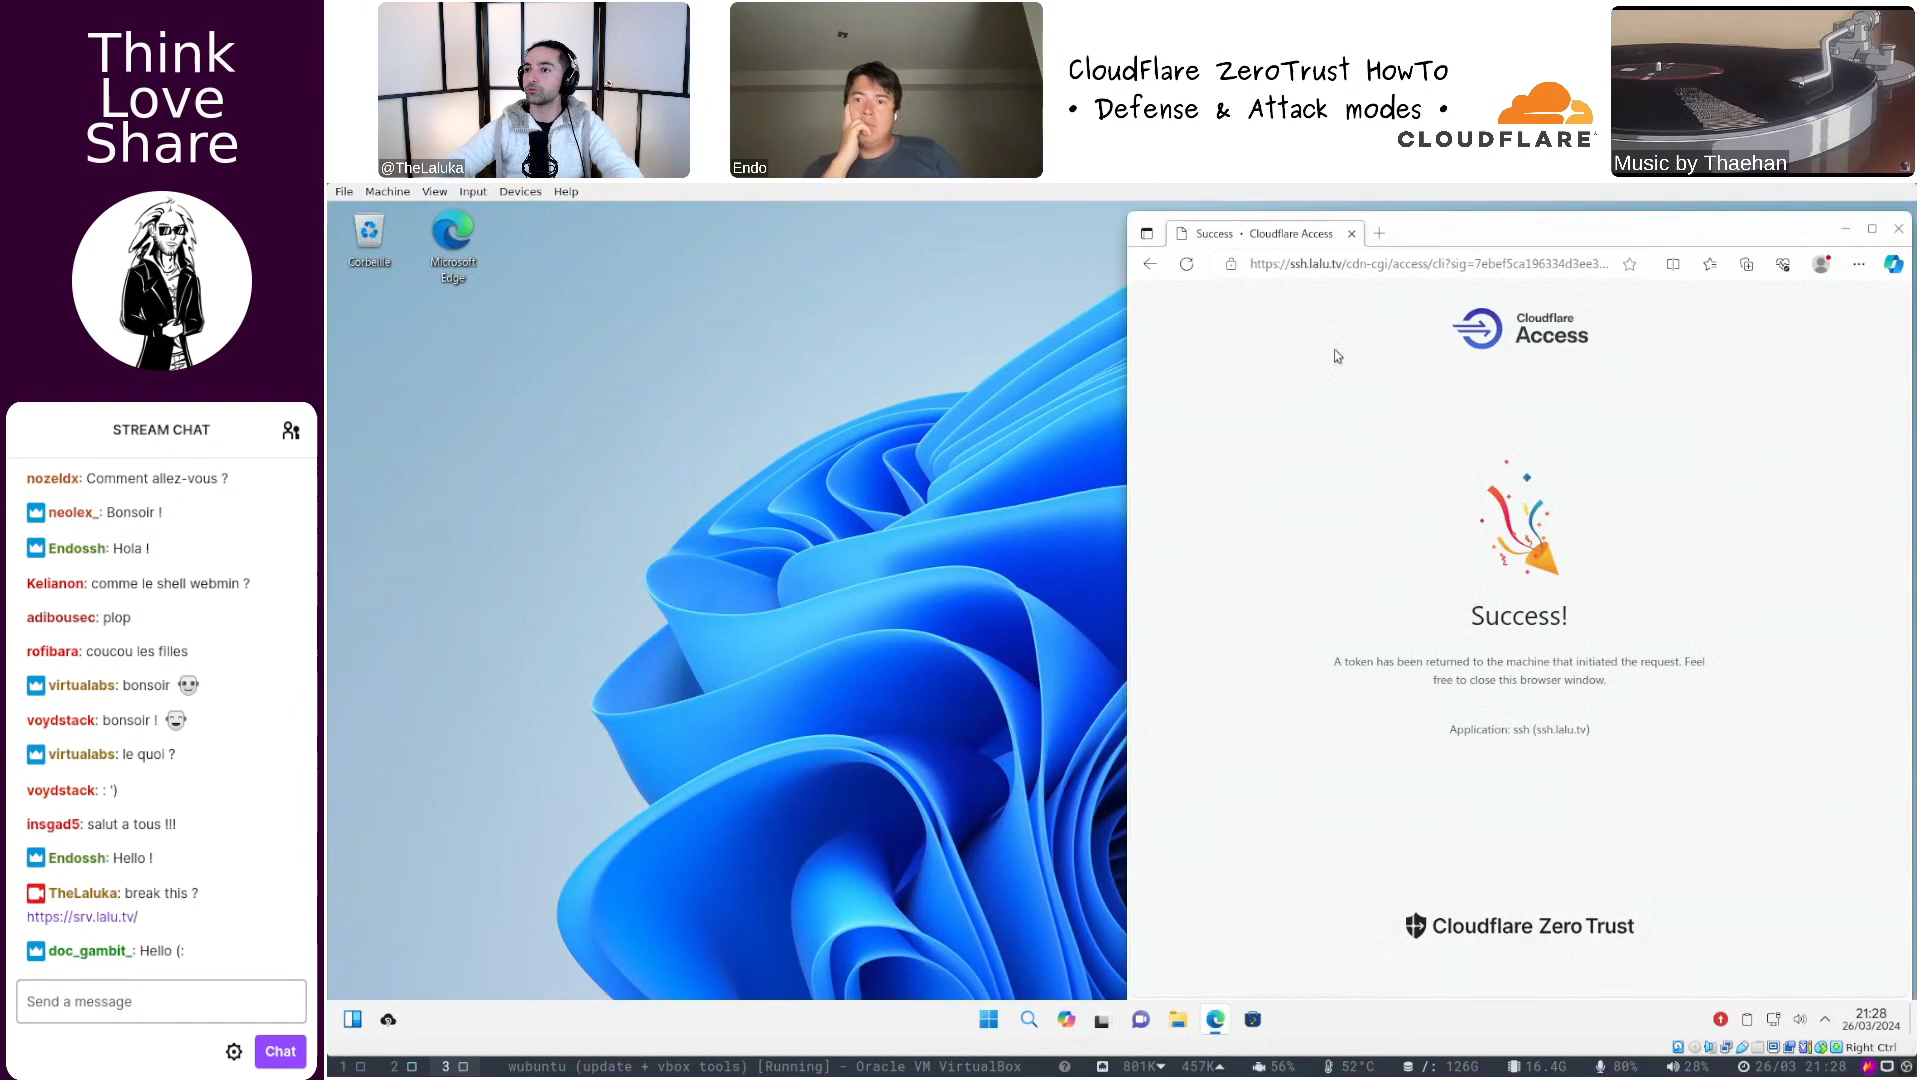 Think
Love
Share
@TheLaluka
Endo
CloudFlare ZeroTrust HowTo
• Defense & Attack modes •
CLOUDFLARE
Music by Thaehan
File Machine View Input Devices Help
Corbeille
Microsoft
Edge
Success • Cloudflare Access
https://ssh.lalu.tv/cdn-cgi/access/cli?sig=7ebef5ca196334d3ee3...
Cloudflare
Access
Success!
A token has been returned to the machine that initiated the request. Feel
free to close this browser window.
Application: ssh (ssh.lalu.tv)
Cloudflare Zero Trust
STREAM CHAT
nozeldx: Comment allez-vous ?
neolex_: Bonsoir !
Endossh: Hola !
Kelianon: comme le shell webmin ?
adibousec: plop
rofibara: coucou les filles
virtualabs: bonsoir
voydstack: bonsoir !
virtualabs: le quoi ?
voydstack: : ')
insgad5: salut a tous !!!
Endossh: Hello !
TheLaluka: break this ?
https://srv.lalu.tv/
doc_gambit_: Hello (:
Send a message
Chat
21:28
26/03/2024
Right Ctrl
1 2 3 wubuntu (update + vbox tools) [Running] - Oracle VM VirtualBox 801K 457K 56% 52°C /: 126G 16.4G 80% 28% 26/03 21:28